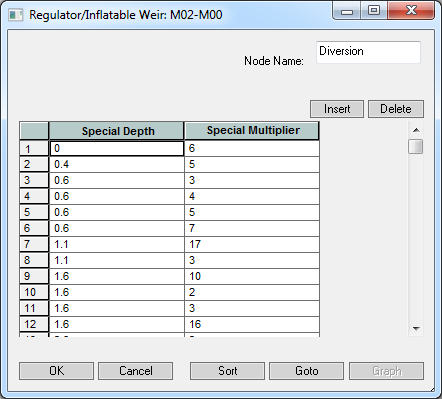 Regulator/Inflatable Weir: M02-M00
Node Name: Diversion
Insert Delete
Special Depth Special Multiplier
1 0 6
2 0.4 5
3 0.6 3
4 0.6 4
5 0.6 5
6 0.6 7
7 1.1 17
8 1.1 3
9 1.6 10
10 1.6 2
11 1.6 3
12 1.6 16
OK Cancel Sort Goto Graph